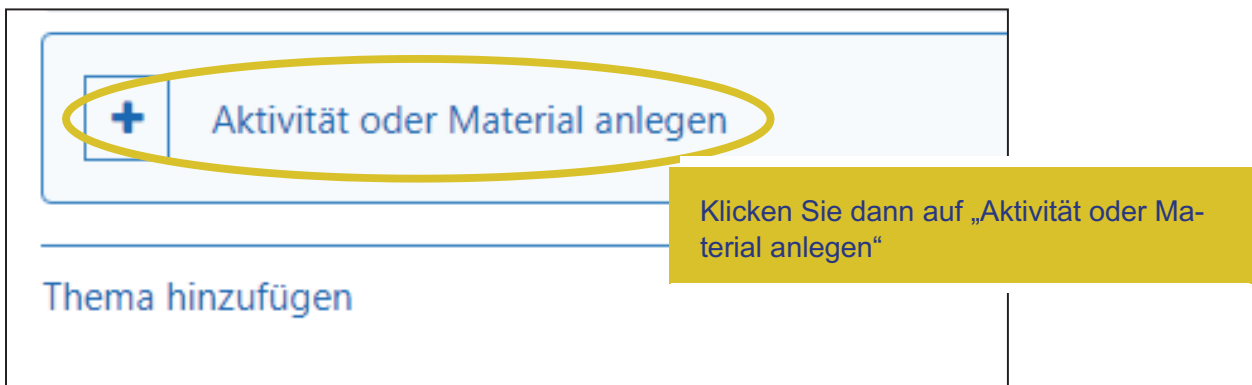 Aktivität oder Material anlegen
Klicken Sie dann auf „Aktivität oder Ma-
terial anlegen“
Thema hinzufügen